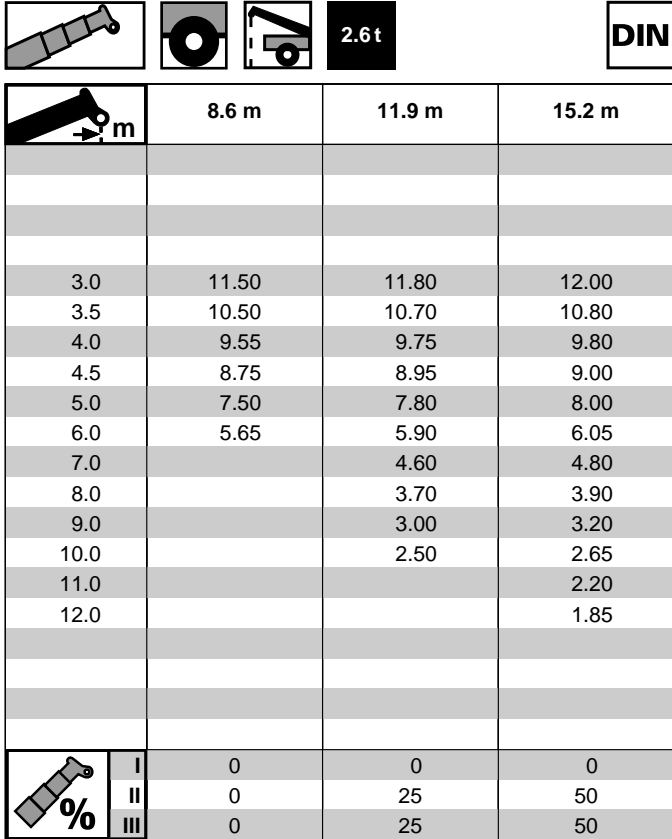 2.6 t DIN
m 8.6 m 11.9 m 15.2 m
3.0 11.50 11.80 12.00
3.5 10.50 10.70 10.80
4.0 9.55 9.75 9.80
4.5 8.75 8.95 9.00
5.0 7.50 7.80 8.00
6.0 5.65 5.90 6.05
7.0 4.60 4.80
8.0 3.70 3.90
9.0 3.00 3.20
10.0 2.50 2.65
11.0 2.20
12.0 1.85
I 0 0 0
% II 0 25 50
III 0 25 50